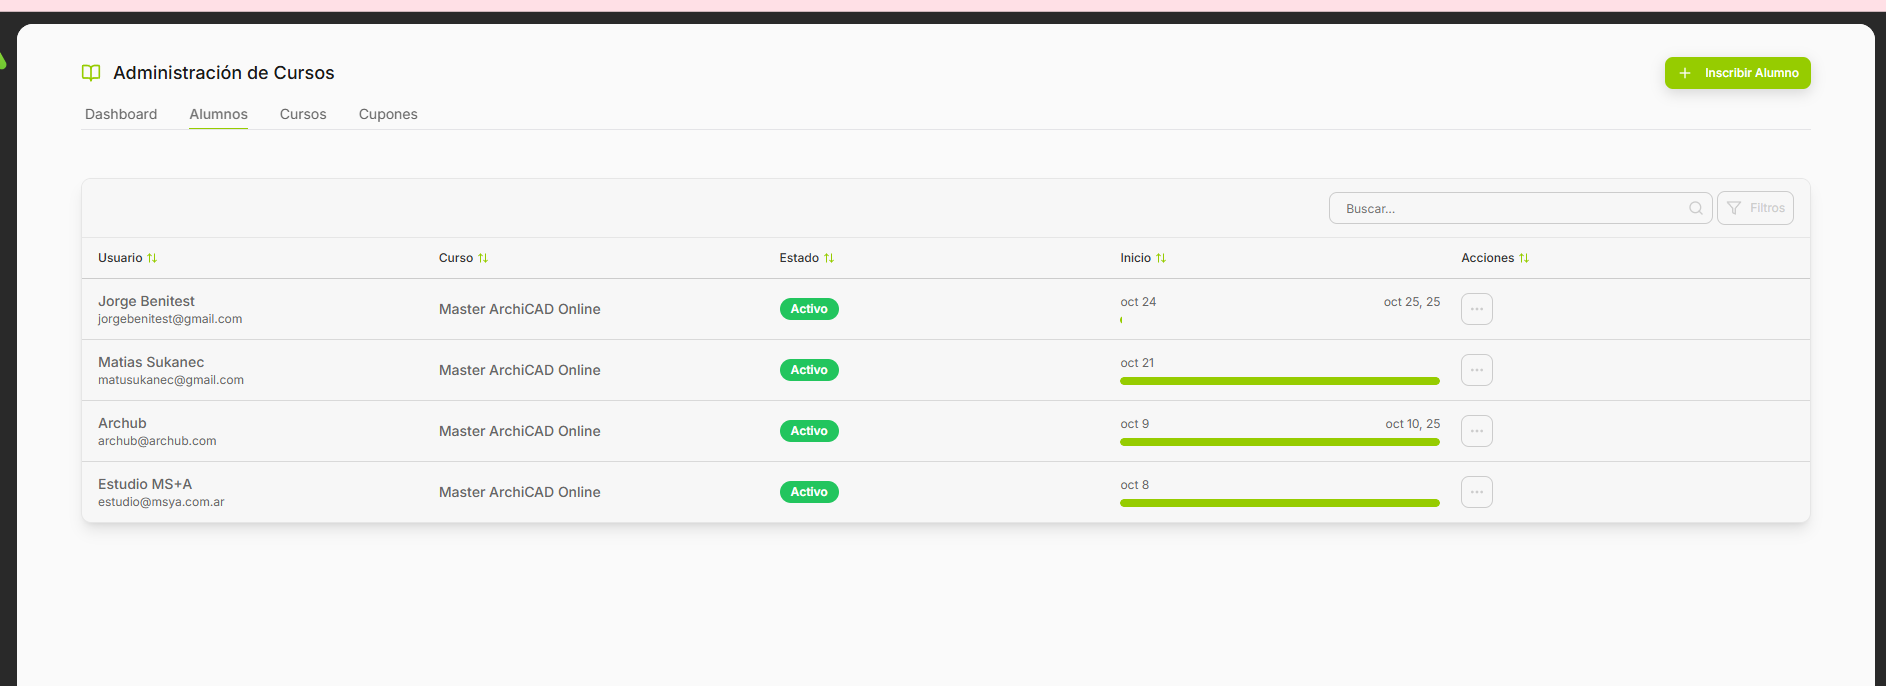 Administración de Cursos
Inscribir Alumno
Dashboard Alumnos Cursos Cupones
Buscar...
Filtros
Usuario Curso Estado Inicio Acciones
Jorge Benitest
jorgebenitest@gmail.com
Master ArchiCAD Online
Activo
oct 24 oct 25, 25
Matias Sukanec
matusukanec@gmail.com
Master ArchiCAD Online
Activo
oct 21
Archub
archub@archub.com
Master ArchiCAD Online
Activo
oct 9 oct 10, 25
Estudio MS+A
estudio@msya.com.ar
Master ArchiCAD Online
Activo
oct 8